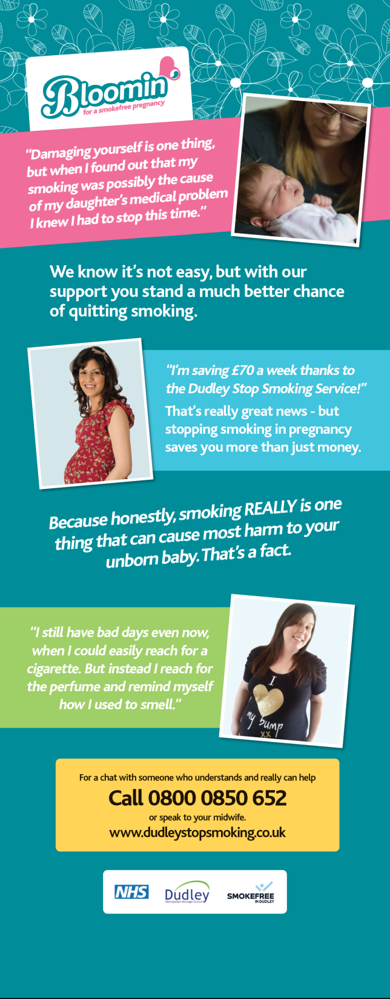 Bloomin'
for a smokefree pregnancy
“Damaging yourself is one thing,
but when I found out that my
smoking was possibly the cause
of my daughter’s medical problem
I knew I had to stop this time.”
We know it’s not easy, but with our
support you stand a much better chance
of quitting smoking.
“I’m saving £70 a week thanks to
the Dudley Stop Smoking Service!”
That’s really great news - but
stopping smoking in pregnancy
saves you more than just money.
Because honestly, smoking REALLY is one
thing that can cause most harm to your
unborn baby. That’s a fact.
“I still have bad days even now,
when I could easily reach for a
cigarette. But instead I reach for
the perfume and remind myself
how I used to smell.”
I
my bump
XX
For a chat with someone who understands and really can help
Call 0800 0850 652
or speak to your midwife.
www.dudleystopsmoking.co.uk
NHS
Dudley
Metropolitan Borough Council
SMOKEFREE
IN DUDLEY